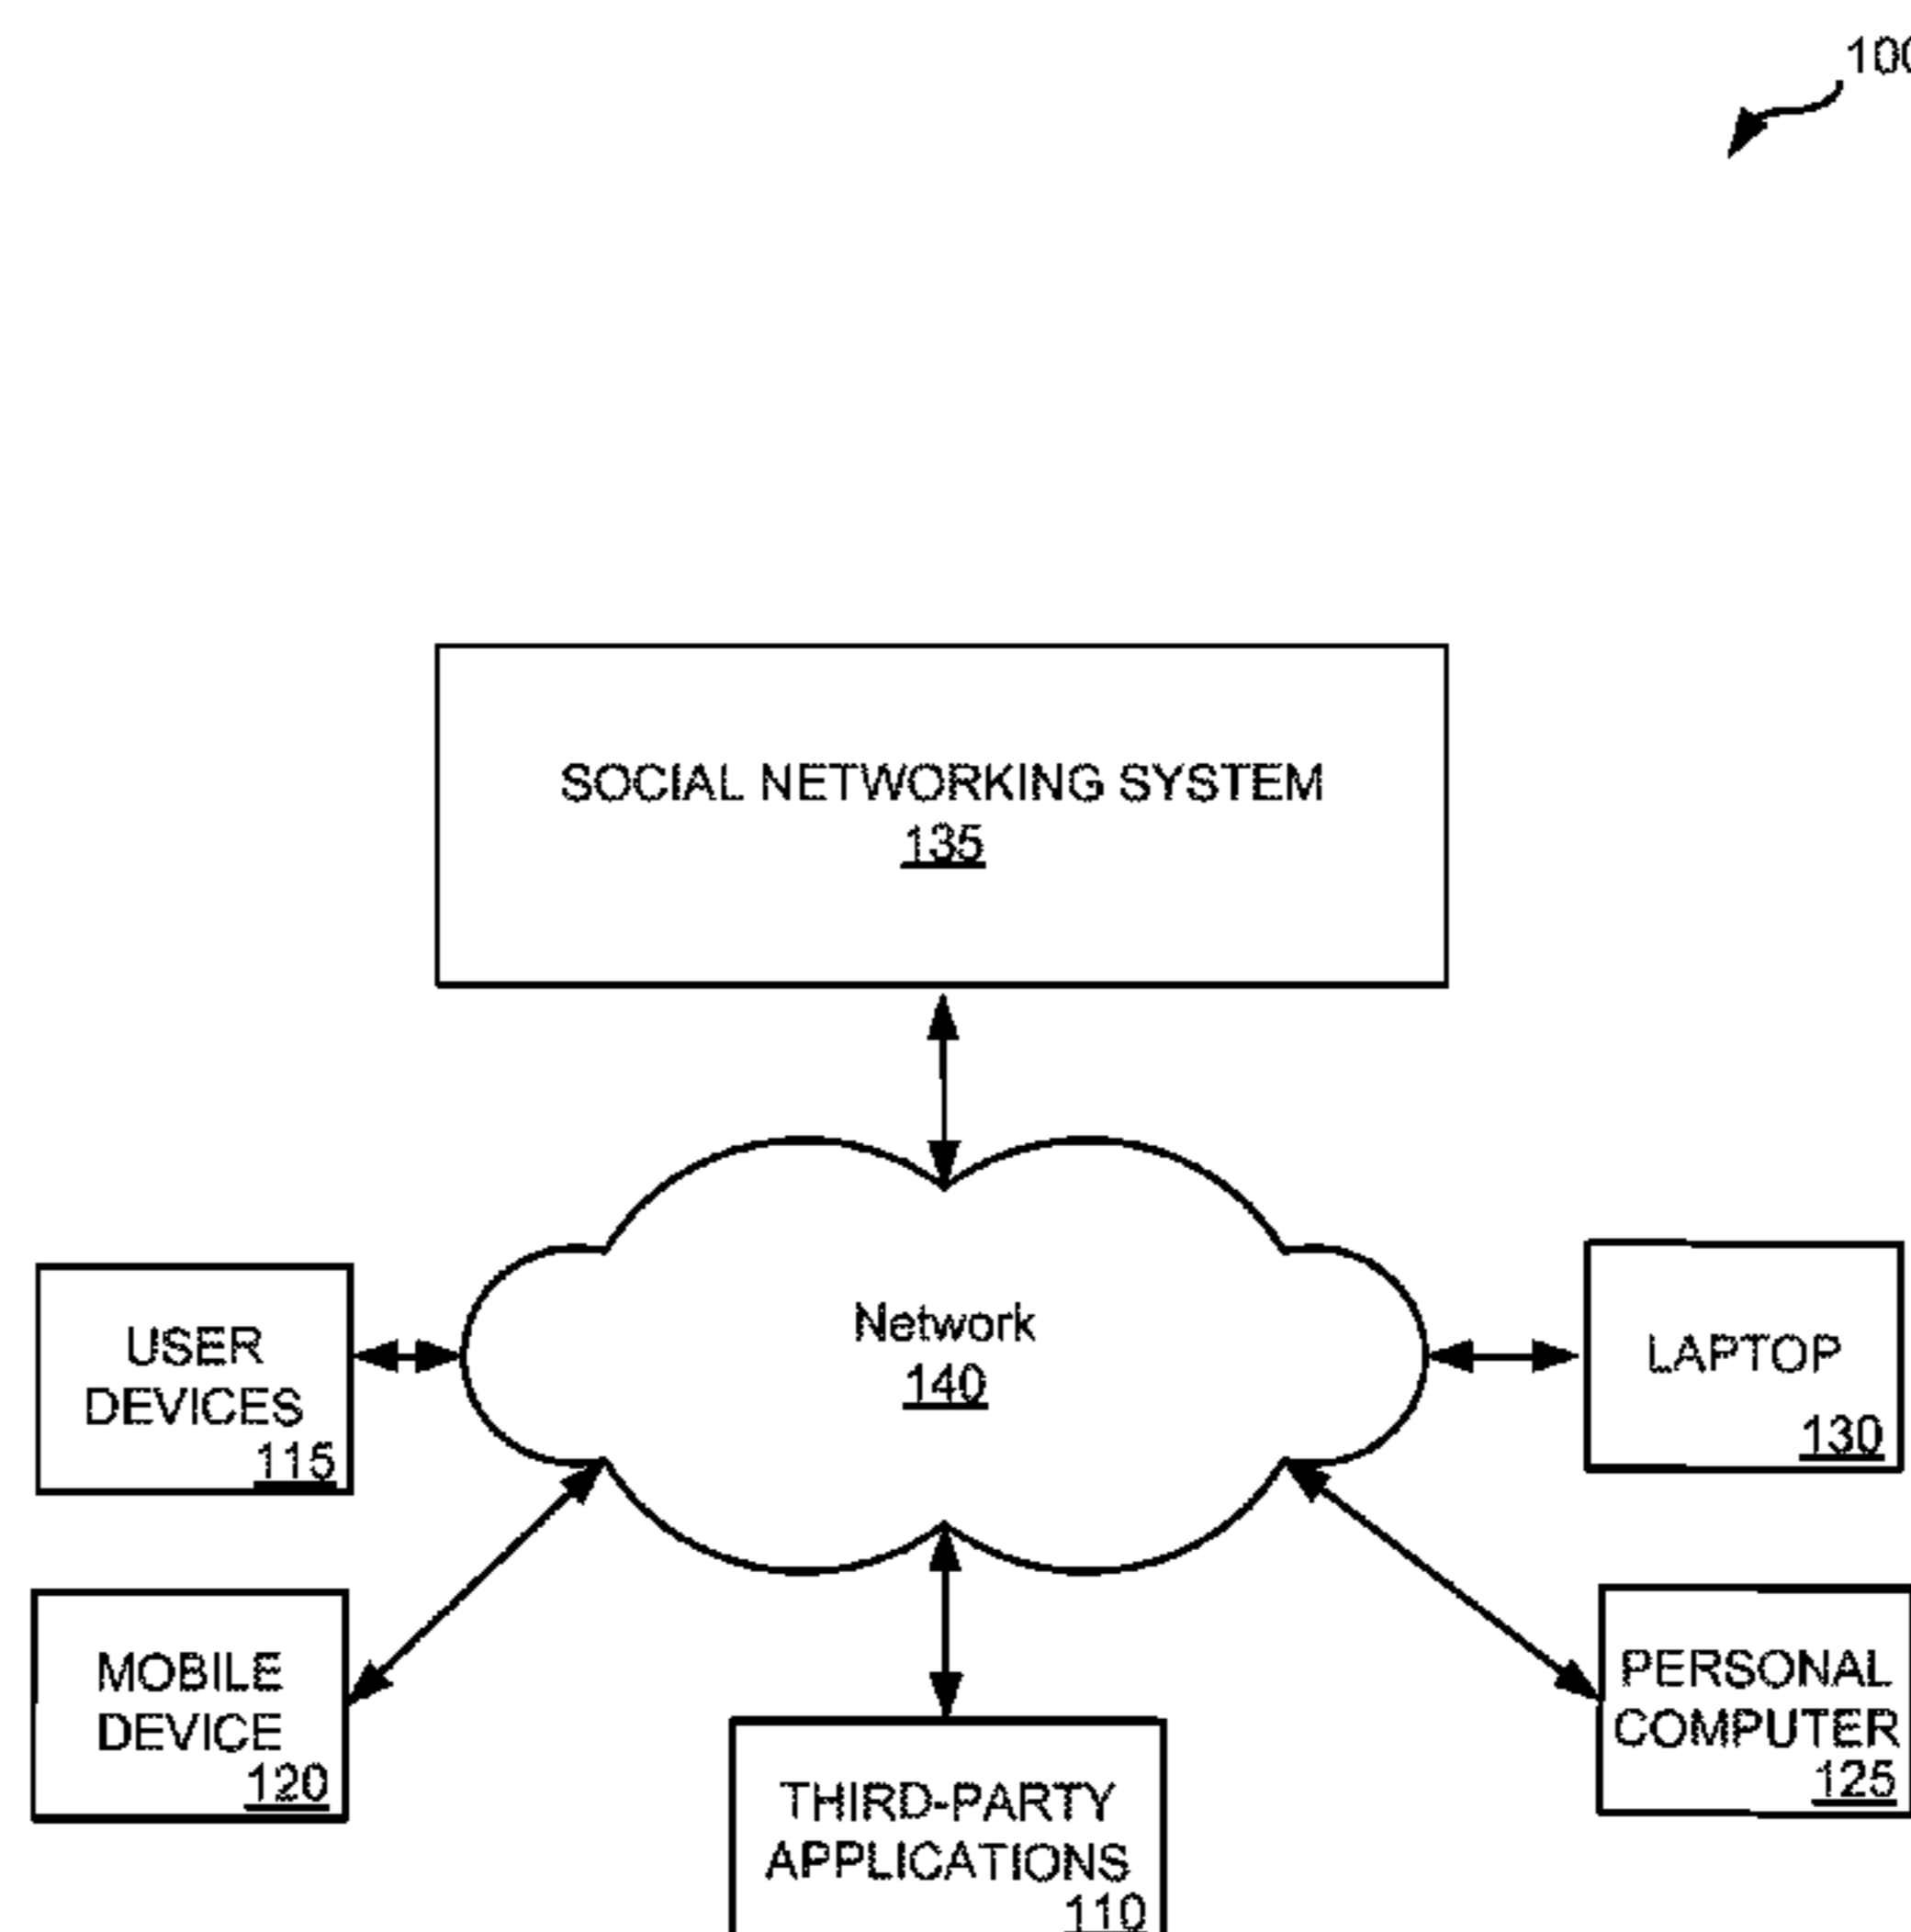 100
SOCIAL NETWORKING SYSTEM
135
Network
140
USER
DEVICES
115
LAPTOP
130
MOBILE
DEVICE
120
PERSONAL
COMPUTER
125
THIRD-PARTY
APPLICATIONS
110